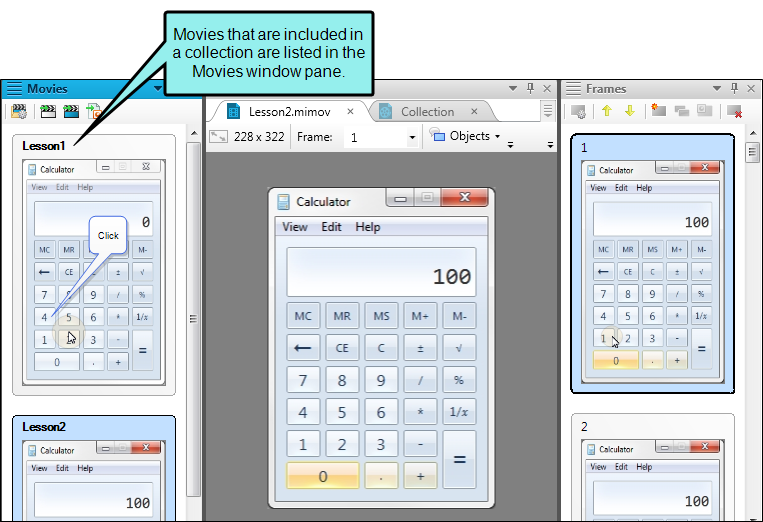 Movies that are included in
a collection are listed in the
Movies window pane.
Movies
Lesson1
Calculator
View Edit Help
0
Click
MC MR M-
← CE ± √
7 8 9 / %
4 5 6 * 1/x
1 3 - =
0 . +
Lesson2
Calculator
View Edit Help
100
Lesson2.mimov × Collection ×
228 x 322 Frame: 1 Objects
Calculator
View Edit Help
100
MC MR MS M+ M-
← CE C ± √
7 8 9 / %
4 5 6 * 1/x
1 2 3 - =
0 . +
Frames
1
Calculator
View Edit Help
100
MC MR MS M+ M-
← CE C ± √
7 8 9 / %
4 5 6 * 1/x
1 2 3 - =
0 . +
2
Calculator
View Edit Help
100